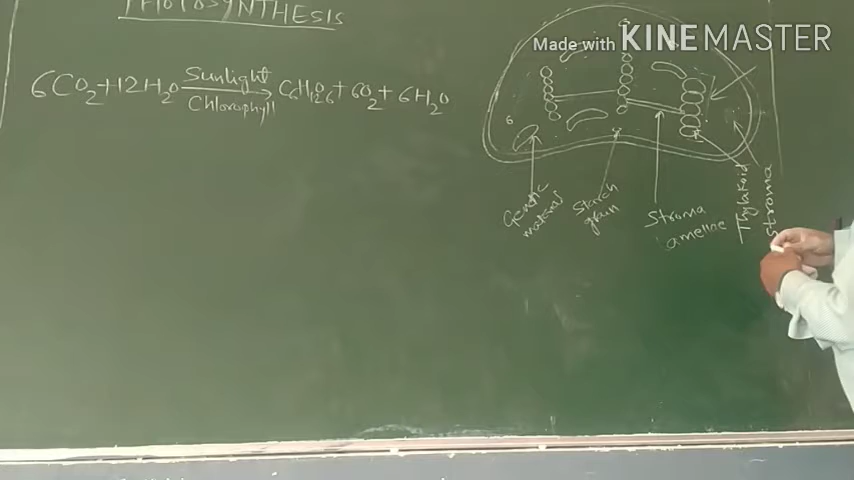 PHOTOSYNTHESIS
Made with KINEMASTER
6CO2+12H2O Sunlight Chlorophyll C6H12O6+6O2+6H2O
Genetic material
Starch grain
Stroma lamellae
Thylakoid
Stroma